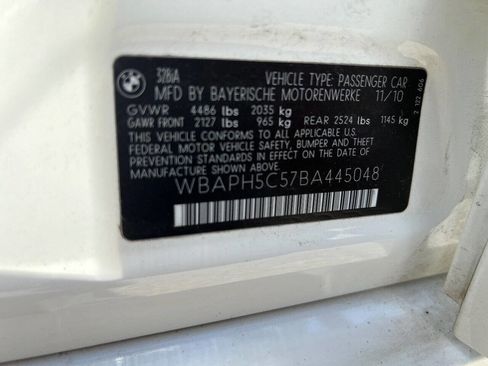 BMW
328iA VEHICLE TYPE: PASSENGER CAR
MFD BY BAYERISCHE MOTORENWERKE 11/10
GVWR 4486 lbs 2035 kg
GAWR FRONT 2127 lbs 965 kg REAR 2524 lbs 1145 kg
THIS VEHICLE CONFORMS TO ALL APPLICABLE U.S.
FEDERAL MOTOR VEHICLE SAFETY, BUMPER, AND THEFT
PREVENTION STANDARDS IN EFFECT ON THE DATE OF
MANUFACTURE SHOWN ABOVE.
WBAPH5C57BA445048